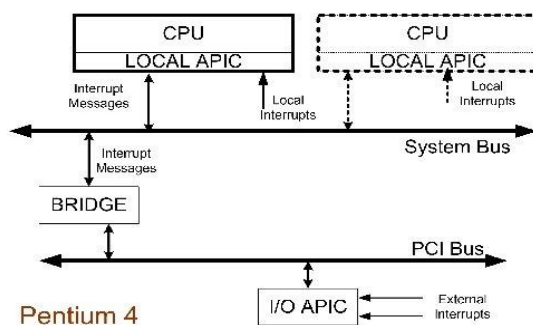 CPU
LOCAL APIC
CPU
LOCAL APIC
Interrupt
Messages
Local
Interrupts
Local
Interrupts
System Bus
Interrupt
Messages
BRIDGE
PCI Bus
I/O APIC
External
Interrupts
Pentium 4